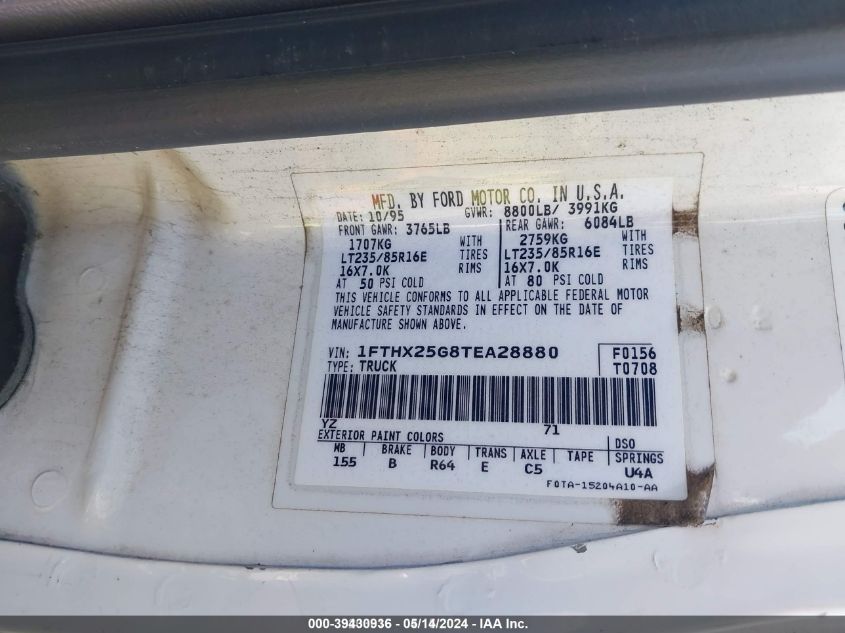 MFD. BY FORD MOTOR CO. IN U.S.A.
DATE: 10/95 GVWR: 8800LB/ 3991KG
FRONT GAWR: 3765LB REAR GAWR: 6084LB
1707KG WITH 2759KG WITH
LT235/85R16E TIRES LT235/85R16E TIRES
16X7.0K RIMS 16X7.0K RIMS
AT 50 PSI COLD AT 80 PSI COLD
THIS VEHICLE CONFORMS TO ALL APPLICABLE FEDERAL MOTOR
VEHICLE SAFETY STANDARDS IN EFFECT ON THE DATE OF
MANUFACTURE SHOWN ABOVE.
VIN: 1FTHX25G8TEA28880 F0156
TYPE: TRUCK T0708
YZ 71
EXTERIOR PAINT COLORS DSO
WB BRAKE BODY TRANS AXLE TAPE SPRINGS
155 B R64 E C5 U4A
F0TA-15204A10-AA
000-39430936 - 05/14/2024 - IAA Inc.